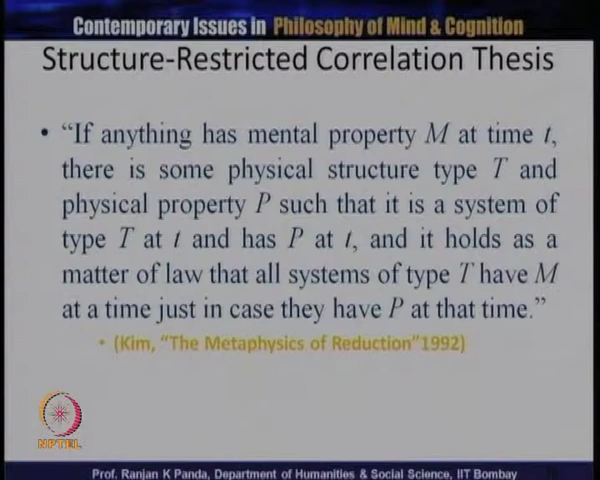 Contemporary Issues in Philosophy of Mind & Cognition
Structure-Restricted Correlation Thesis
• “If anything has mental property M at time t,
there is some physical structure type T and
physical property P such that it is a system of
type T at t and has P at t, and it holds as a
matter of law that all systems of type T have M
at a time just in case they have P at that time.”
• (Kim, “The Metaphysics of Reduction”1992)
NPTEL
Prof. Ranjan K Panda, Department of Humanities & Social Science, IIT Bombay